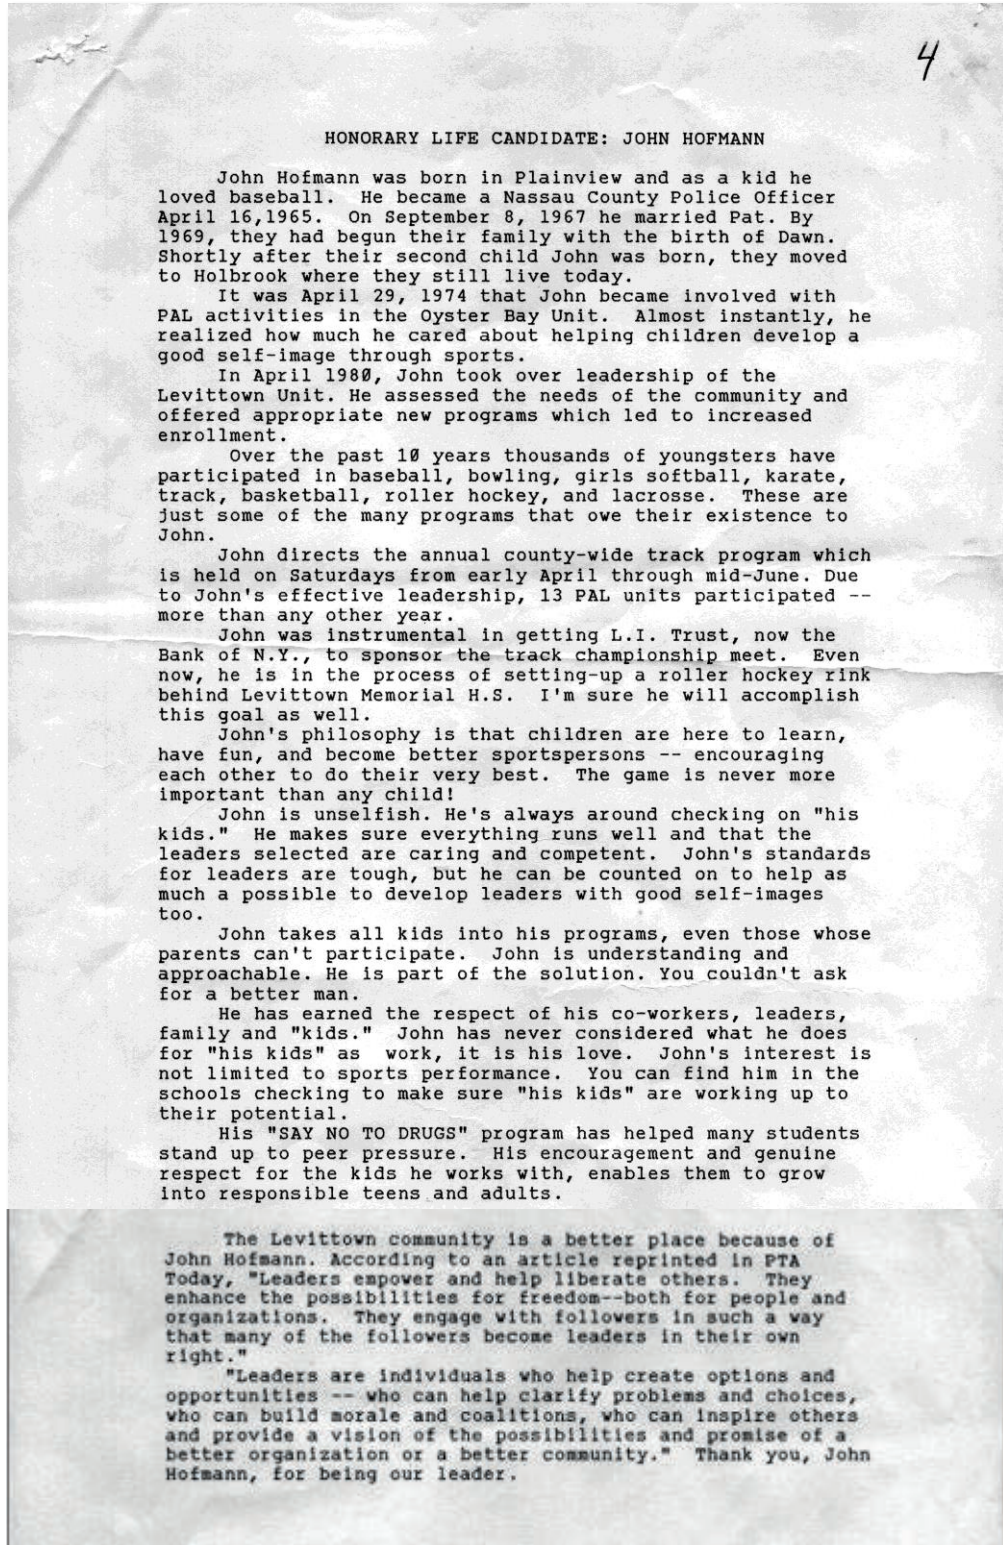 4
HONORARY LIFE CANDIDATE: JOHN HOFMANN
John Hofmann was born in Plainview and as a kid he
loved baseball. He became a Nassau County Police Officer
April 16,1965. On September 8, 1967 he married Pat. By
1969, they had begun their family with the birth of Dawn.
Shortly after their second child John was born, they moved
to Holbrook where they still live today.
It was April 29, 1974 that John became involved with
PAL activities in the Oyster Bay Unit. Almost instantly, he
realized how much he cared about helping children develop a
good self-image through sports.
In April 1980, John took over leadership of the
Levittown Unit. He assessed the needs of the community and
offered appropriate new programs which led to increased
enrollment.
Over the past 10 years thousands of youngsters have
participated in baseball, bowling, girls softball, karate,
track, basketball, roller hockey, and lacrosse. These are
just some of the many programs that owe their existence to
John.
John directs the annual county-wide track program which
is held on Saturdays from early April through mid-June. Due
to John's effective leadership, 13 PAL units participated --
more than any other year.
John was instrumental in getting L.I. Trust, now the
Bank of N.Y., to sponsor the track championship meet. Even
now, he is in the process of setting-up a roller hockey rink
behind Levittown Memorial H.S. I'm sure he will accomplish
this goal as well.
John's philosophy is that children are here to learn,
have fun, and become better sportspersons -- encouraging
each other to do their very best. The game is never more
important than any child!
John is unselfish. He's always around checking on "his
kids." He makes sure everything runs well and that the
leaders selected are caring and competent. John's standards
for leaders are tough, but he can be counted on to help as
much a possible to develop leaders with good self-images
too.
John takes all kids into his programs, even those whose
parents can't participate. John is understanding and
approachable. He is part of the solution. You couldn't ask
for a better man.
He has earned the respect of his co-workers, leaders,
family and "kids." John has never considered what he does
for "his kids" as work, it is his love. John's interest is
not limited to sports performance. You can find him in the
schools checking to make sure "his kids" are working up to
their potential.
His "SAY NO TO DRUGS" program has helped many students
stand up to peer pressure. His encouragement and genuine
respect for the kids he works with, enables them to grow
into responsible teens and adults.
The Levittown community is a better place because of
John Hofmann. According to an article reprinted in PTA
Today, "Leaders empower and help liberate others. They
enhance the possibilities for freedom--both for people and
organizations. They engage with followers in such a way
that many of the followers become leaders in their own
right."
"Leaders are individuals who help create options and
opportunities -- who can help clarify problems and choices,
who can build morale and coalitions, who can inspire others
and provide a vision of the possibilities and promise of a
better organization or a better community." Thank you, John
Hofmann, for being our leader.